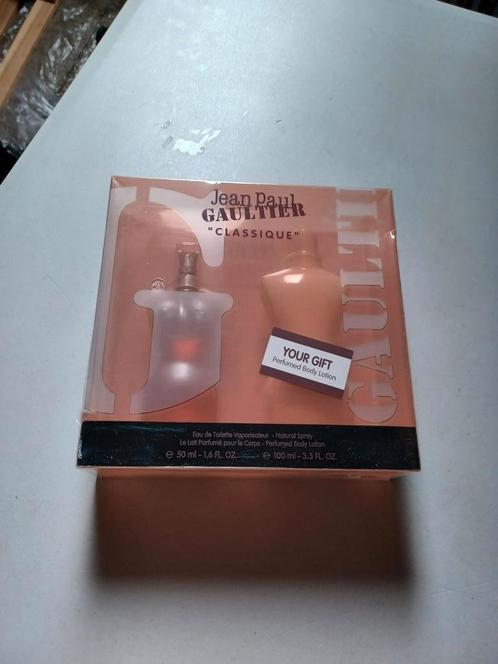 Jean Paul
GAULTIER
"CLASSIQUE"
GAULTI
G
YOUR GIFT
Perfumed Body Lotion
Eau de Toilette Vaporisateur - Natural Spray
Le Lait Parfumé pour le Corps - Perfumed Body Lotion
e 50 ml - 1,6 FL. OZ. e 100 ml - 3.3 FL. OZ.